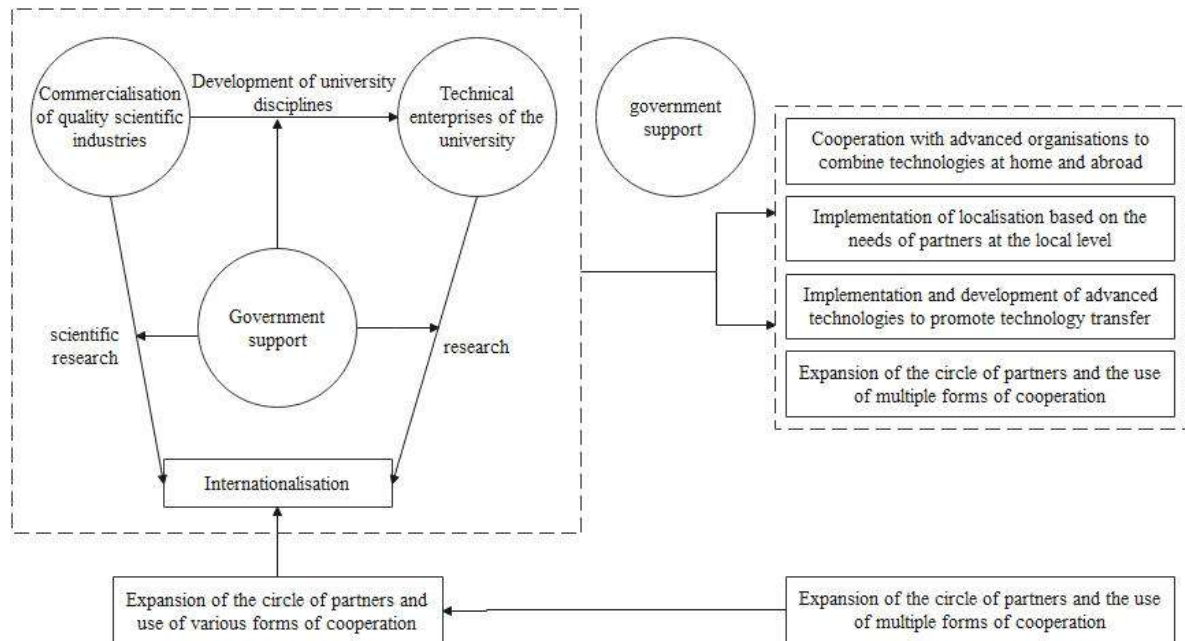 Commercialisation
of quality scientific
industries
Development of university
disciplines
Technical
enterprises of the
university
government
support
Cooperation with advanced organisations to
combine technologies at home and abroad
Implementation of localisation based on the
needs of partners at the local level
Implementation and development of advanced
technologies to promote technology transfer
Expansion of the circle of partners and the use
of multiple forms of cooperation
Government
support
scientific
research
research
Internationalisation
Expansion of the circle of partners and
use of various forms of cooperation
Expansion of the circle of partners and the use
of multiple forms of cooperation